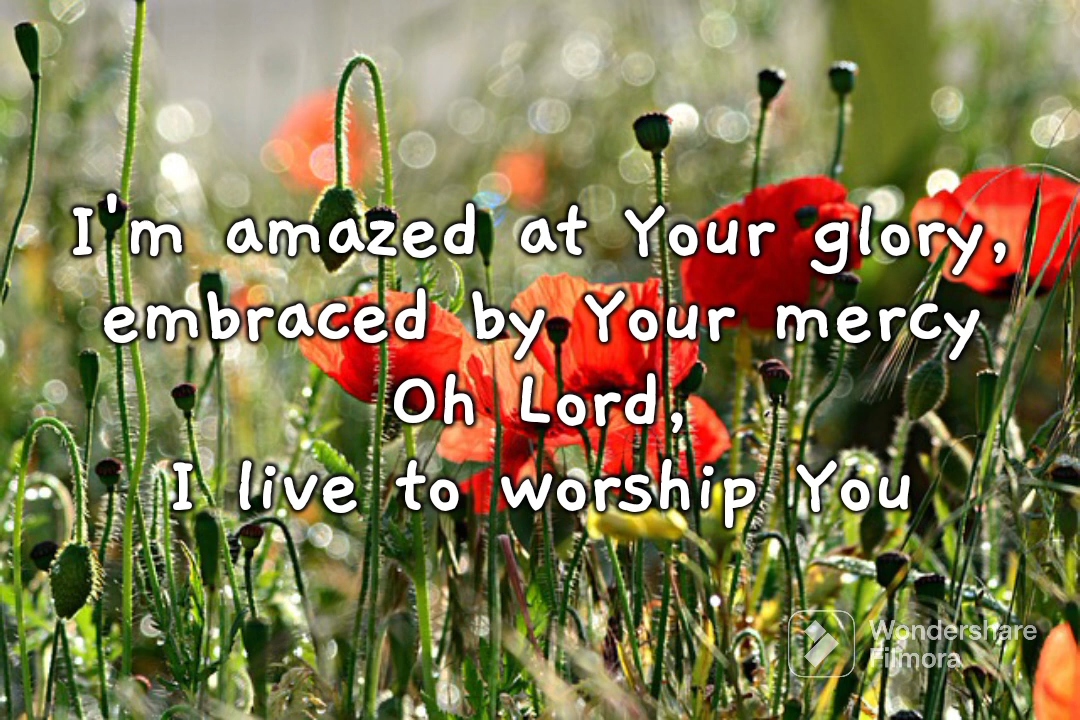 I'm amazed at Your glory,
embraced by Your mercy
Oh Lord,
I live to worship You
Wondershare
Filmora